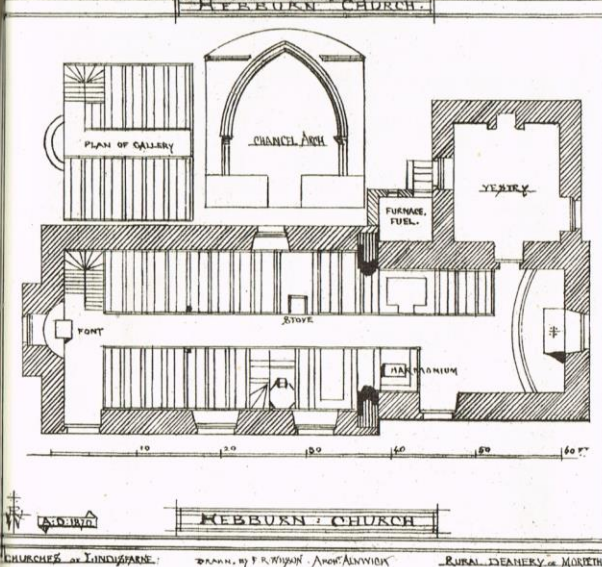 HEBBURN CHURCH.
PLAN OF GALLERY
CHANCEL ARCH
VESTRY
FURNACE.
FUEL.
STOVE
FONT
HARMONIUM
10 20 30 40 50 60 FT
N
A.D. 1870
HEBBURN : CHURCH
CHURCHES OF LINDISFARNE.
DRAWN, BY F R WILSON. ARCHT. ALNWICK
RURAL DEANERY OF MORPETH